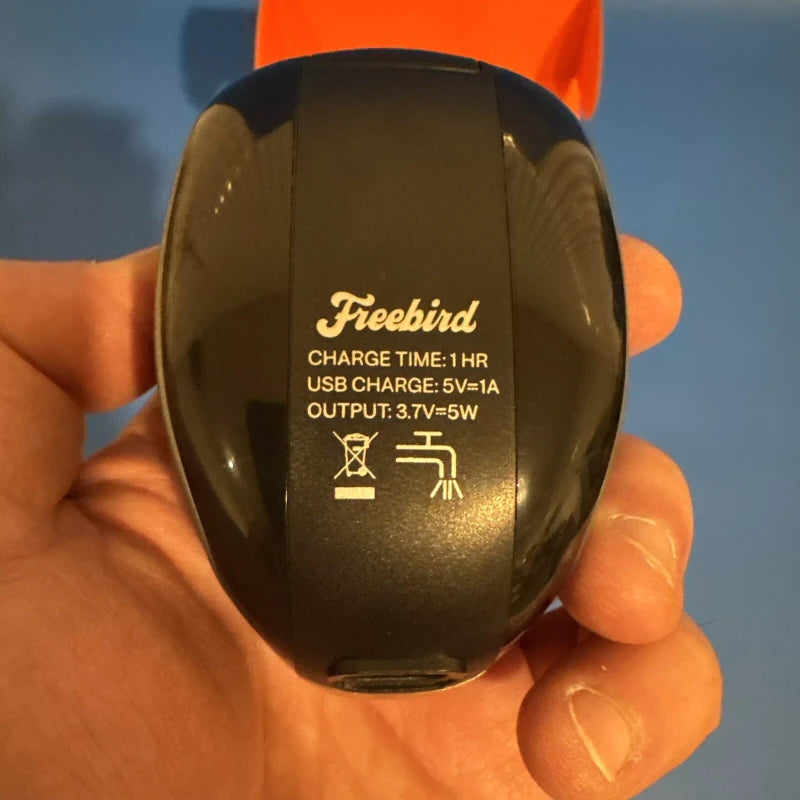 Freebird
CHARGE TIME: 1 HR
USB CHARGE: 5V=1A
OUTPUT: 3.7V=5W